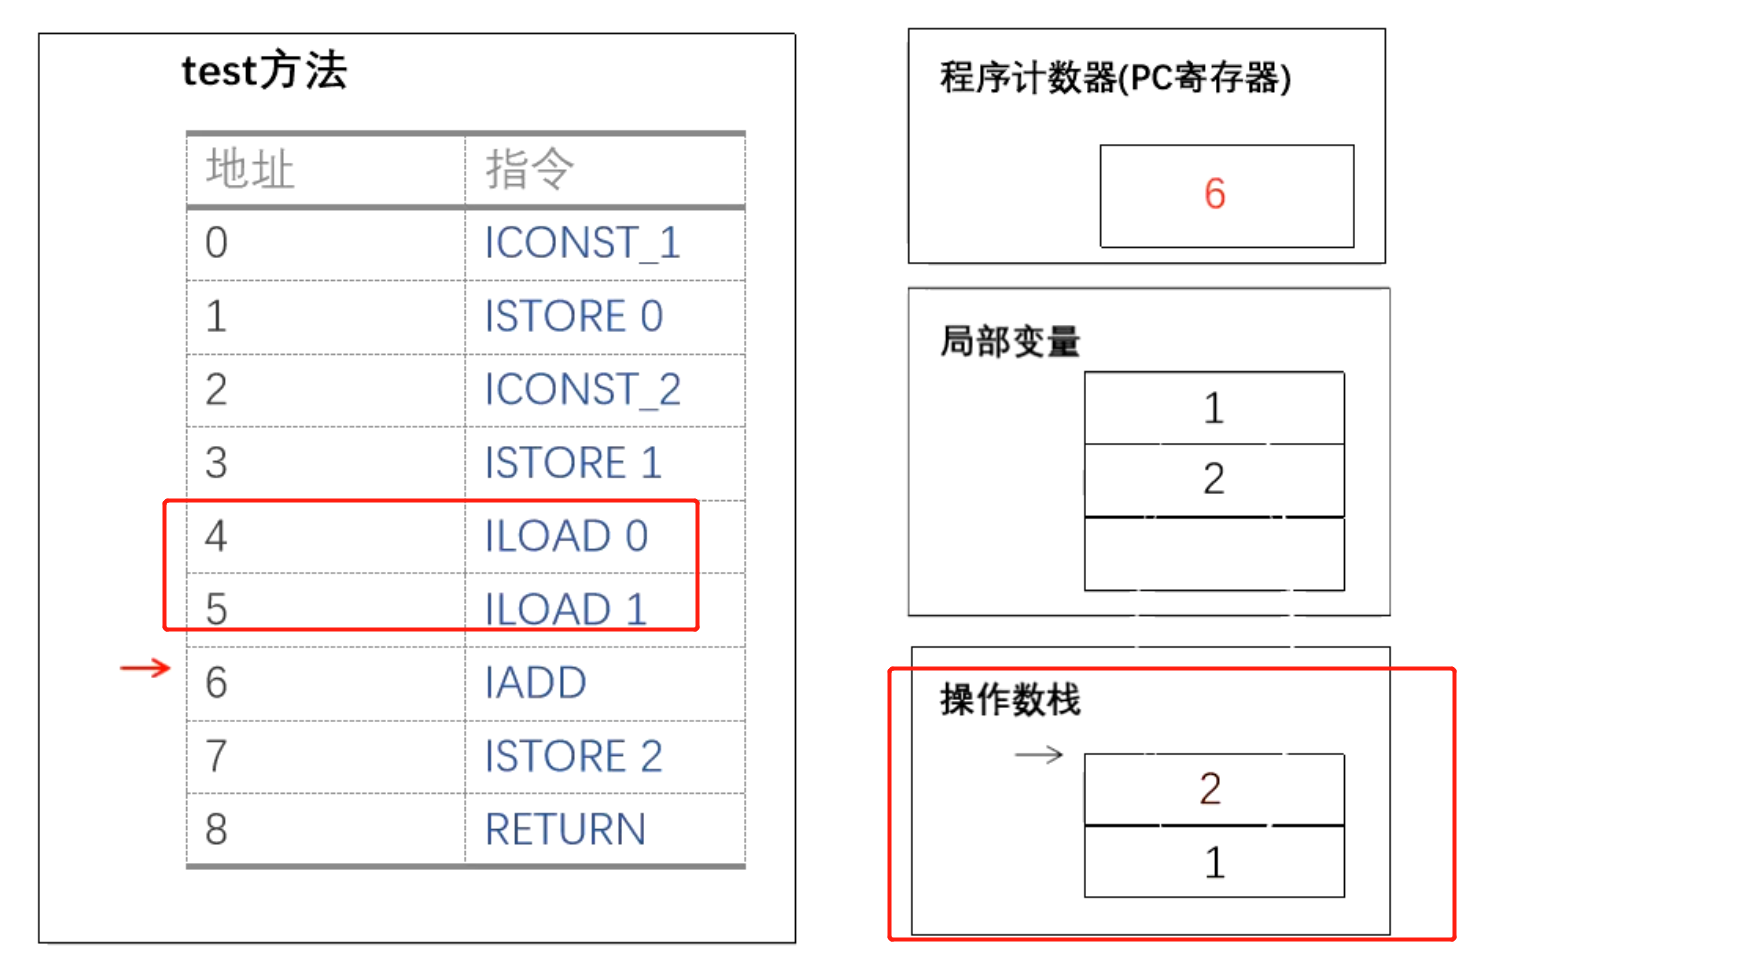 test方法
地址 指令
0 ICONST_1
1 ISTORE 0
2 ICONST_2
3 ISTORE 1
4 ILOAD 0
5 ILOAD 1
6 IADD
7 ISTORE 2
8 RETURN
程序计数器(PC寄存器)
6
局部变量
1
2
操作数栈
2
1